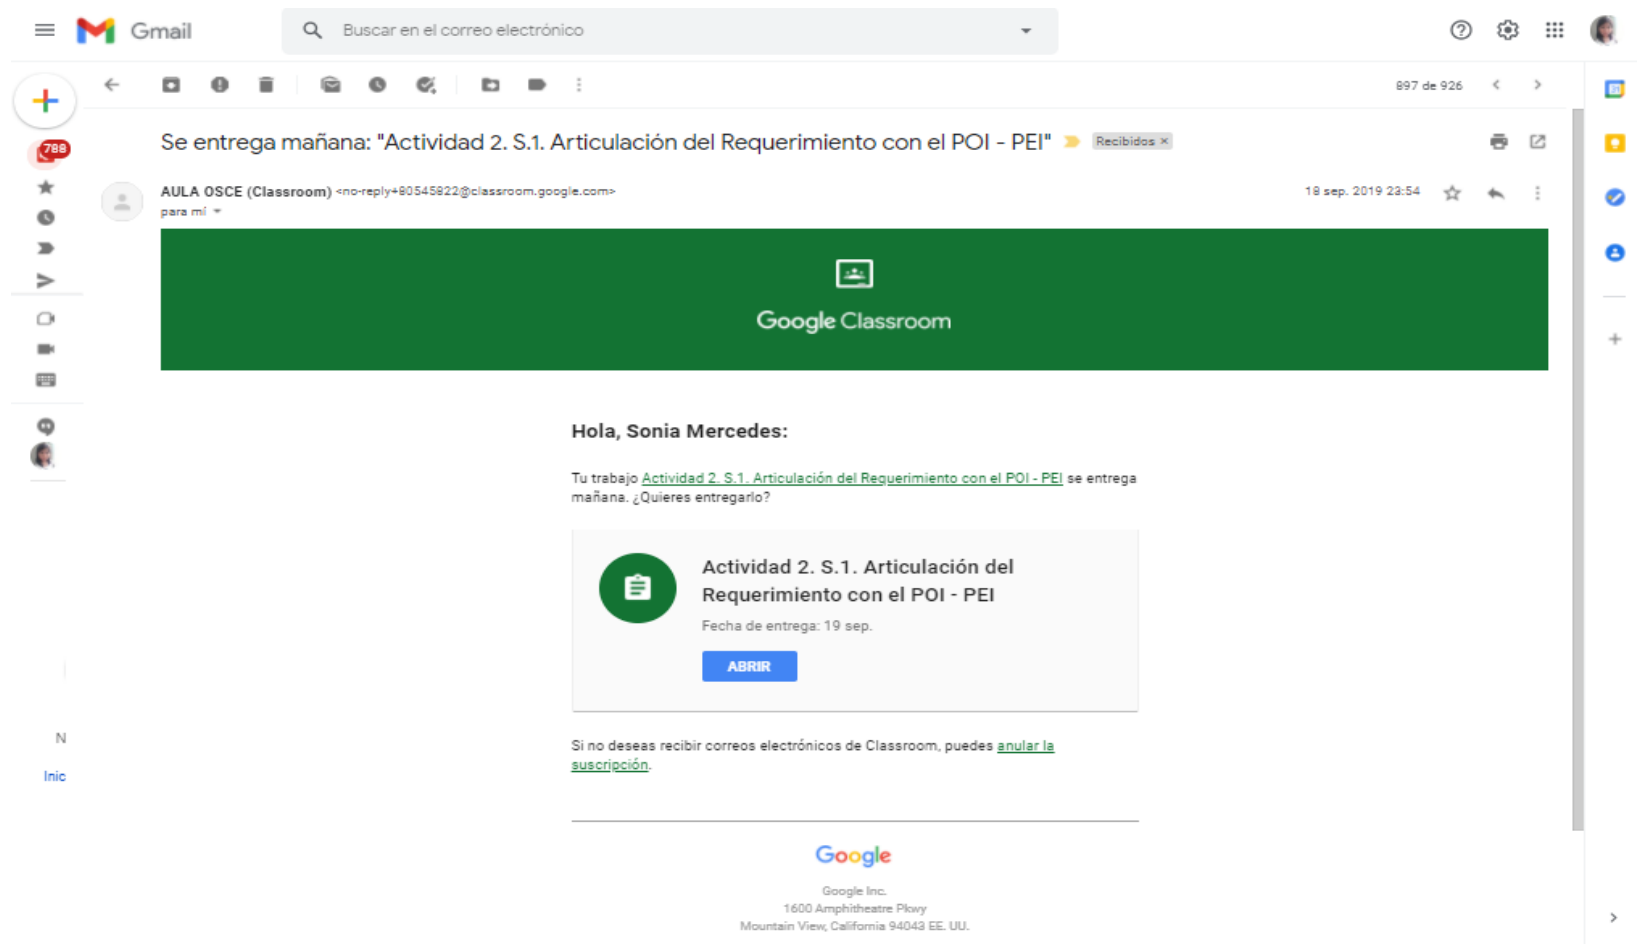 Gmail
Buscar en el correo electrónico
897 de 926
788
Se entrega mañana: "Actividad 2. S.1. Articulación del Requerimiento con el POI - PEI"
Recibidos ×
AULA OSCE (Classroom) <no-reply+80545822@classroom.google.com>
18 sep. 2019 23:54
para mí
Google Classroom
Hola, Sonia Mercedes:
Tu trabajo Actividad 2. S.1. Articulación del Requerimiento con el POI - PEI se entrega
mañana. ¿Quieres entregarlo?
Actividad 2. S.1. Articulación del
Requerimiento con el POI - PEI
Fecha de entrega: 19 sep.
ABRIR
Si no deseas recibir correos electrónicos de Classroom, puedes anular la
suscripción.
N
Inic
Google
Google Inc.
1600 Amphitheatre Pkwy
Mountain View, California 94043 EE. UU.